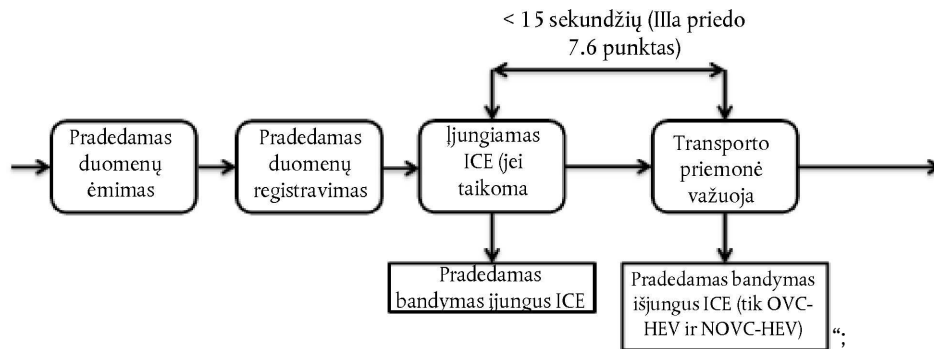 < 15 sekundžių (IIIa priedo
7.6 punktas)
Pradedamas
duomenų
ėmimas
Pradedamas
duomenų
registravimas
Įjungiamas
ICE (jei
taikoma
Transporto
priemonė
važuoja
Pradedamas
bandymas įjungus ICE
Pradedamas bandymas
išjungus ICE (tik OVC-
HEV ir NOVC-HEV)
“;